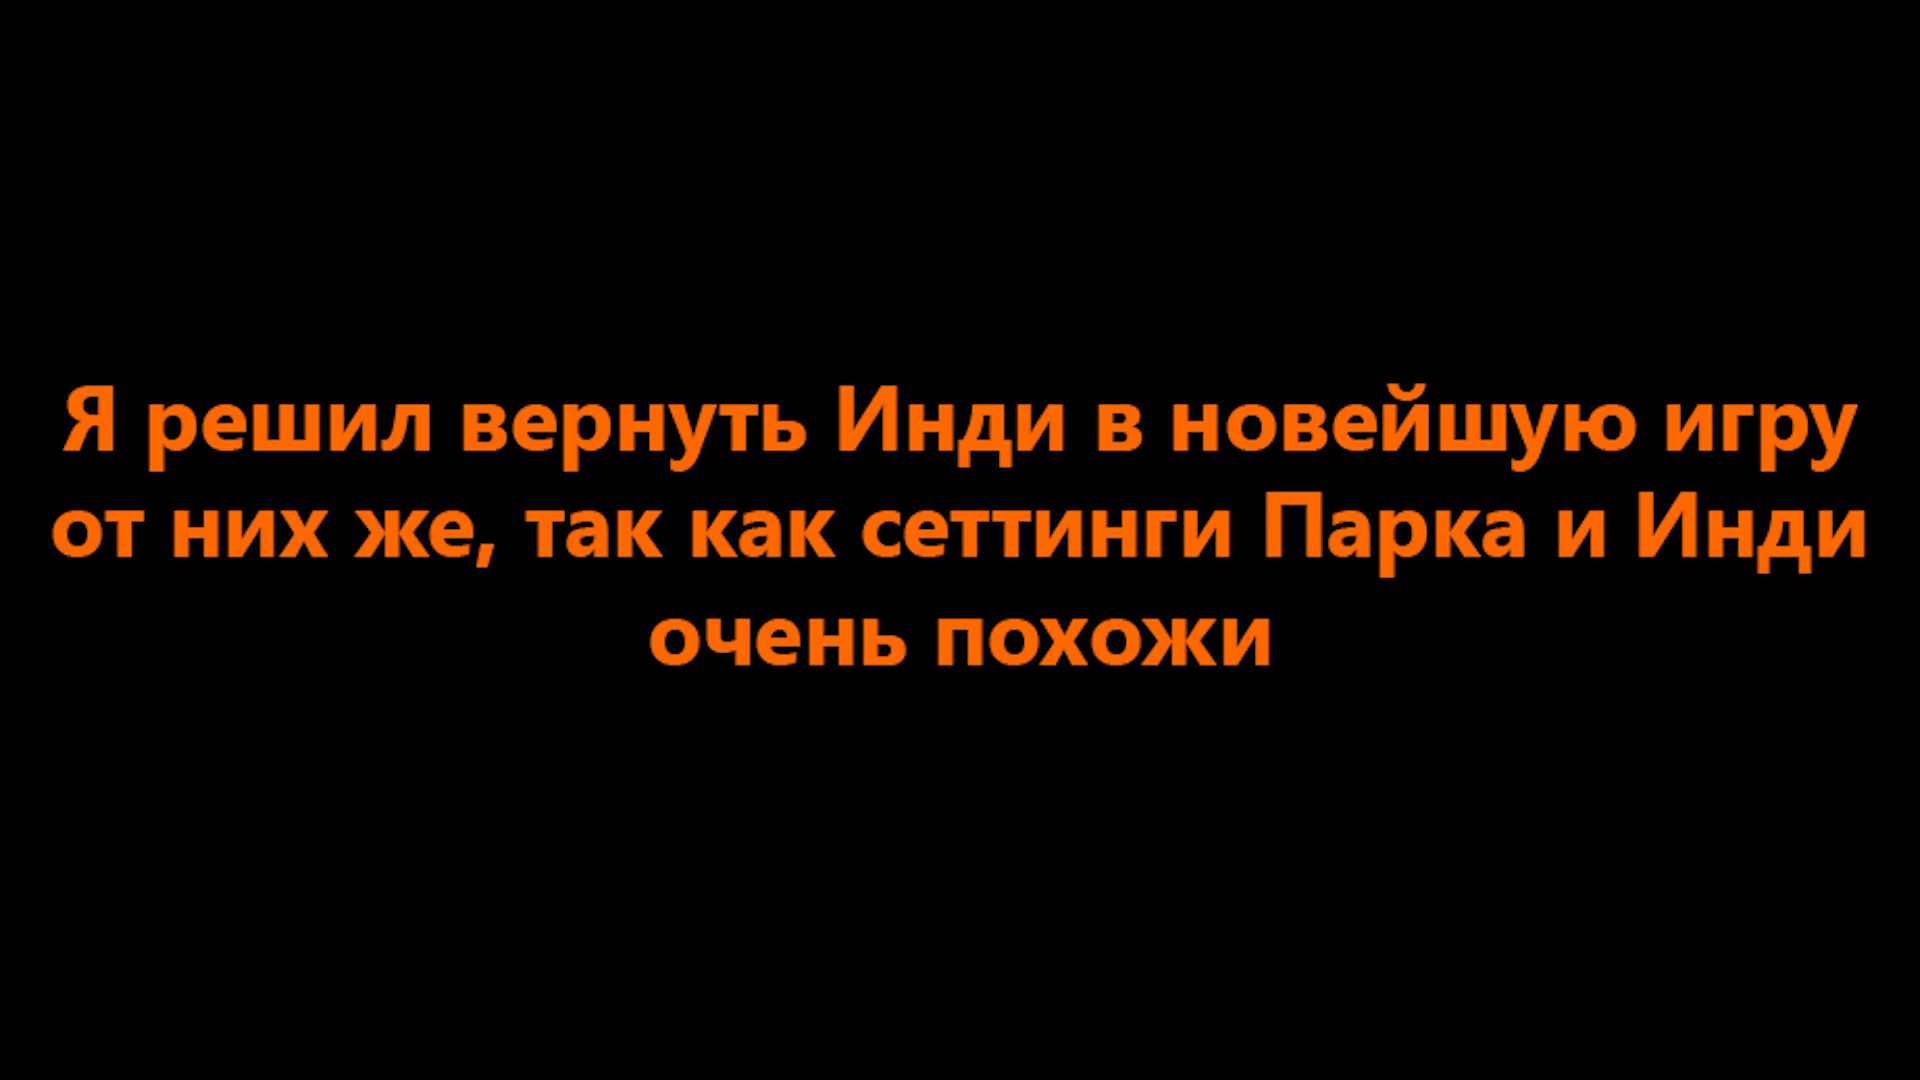 Я решил вернуть Инди в новейшую игру
от них же, так как сеттинги Парка и Инди
очень похожи